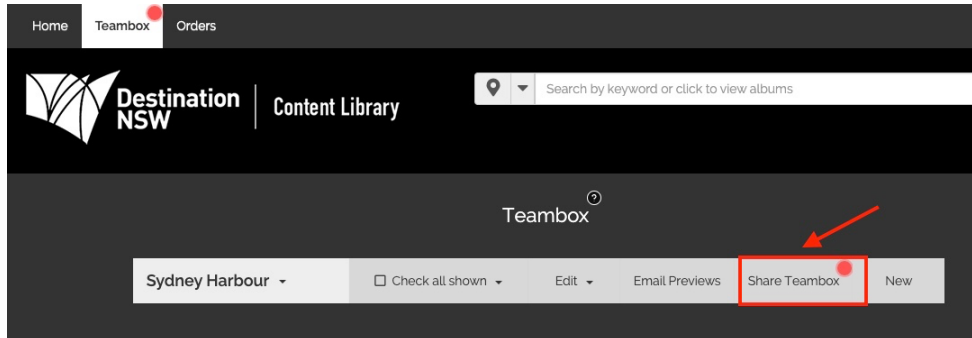 Home Teambox Orders
Destination
NSW
Content Library
Search by keyword or click to view albums
Teambox ?
Sydney Harbour Check all shown Edit Email Previews Share Teambox New